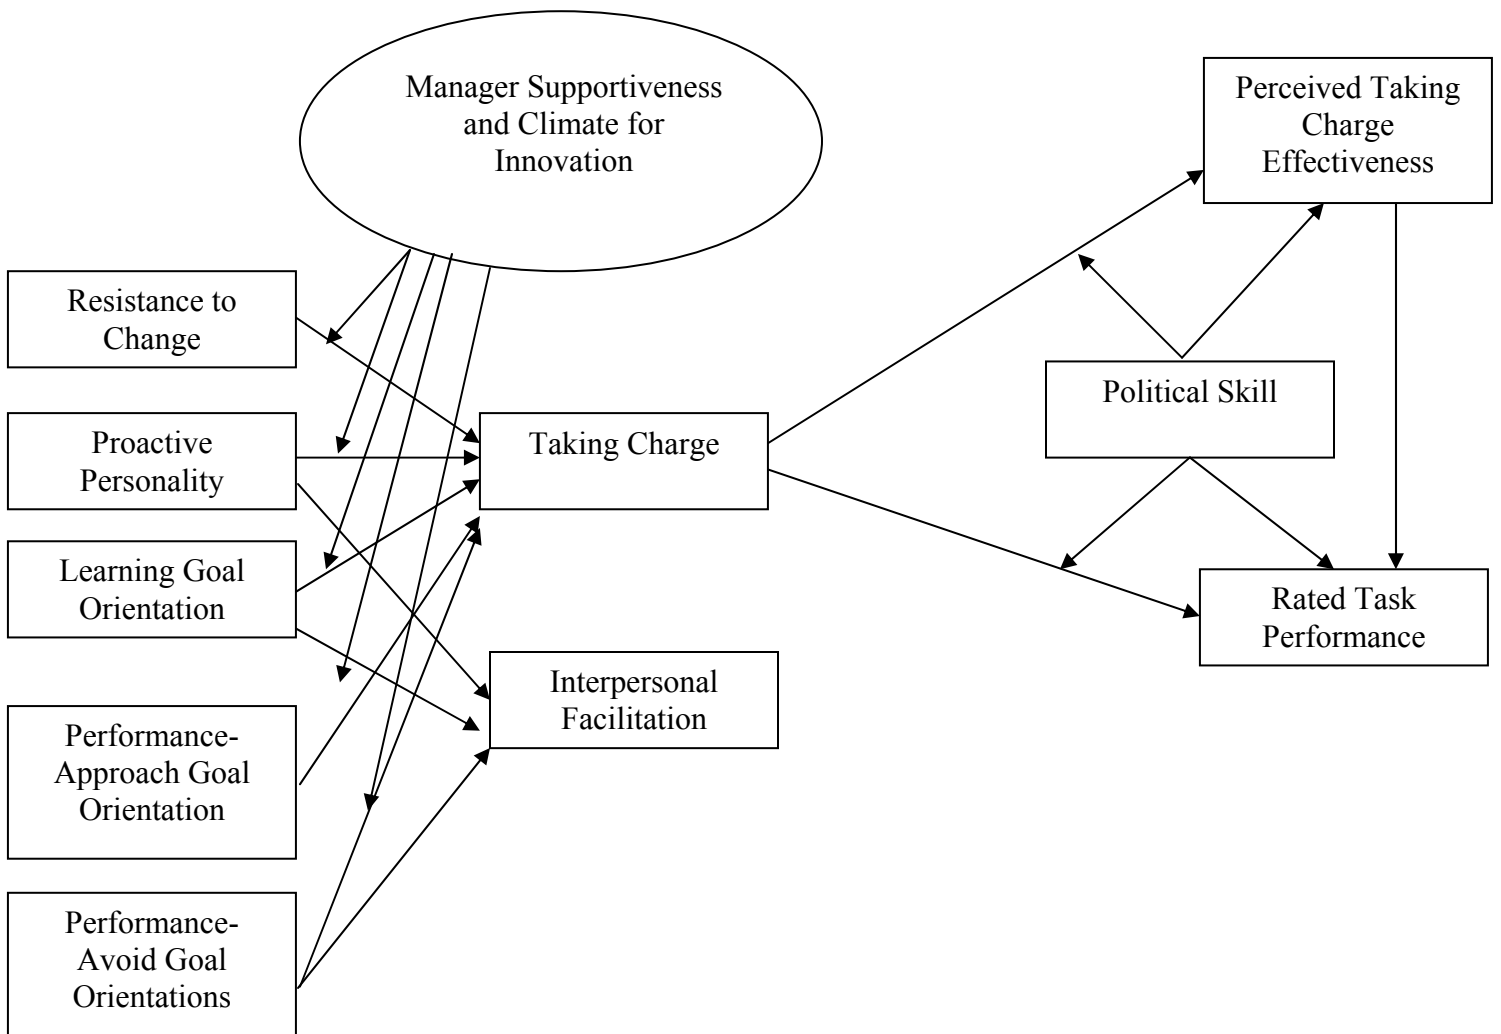 Manager Supportiveness
and Climate for
Innovation
Perceived Taking
Charge
Effectiveness
Resistance to
Change
Political Skill
Proactive
Personality
Taking Charge
Learning Goal
Orientation
Rated Task
Performance
Interpersonal
Facilitation
Performance-
Approach Goal
Orientation
Performance-
Avoid Goal
Orientations